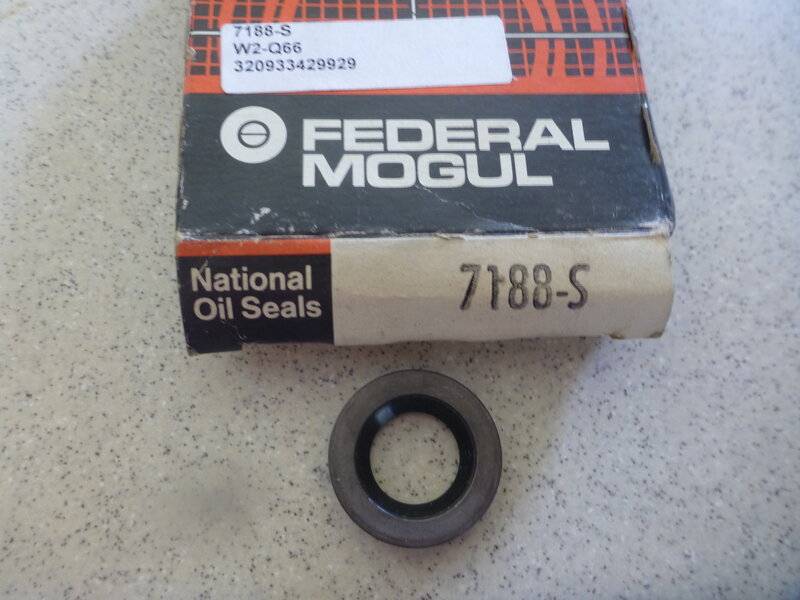 7188-S
W2-Q66
320933429929
FEDERAL
MOGUL
National
Oil Seals
7188-S